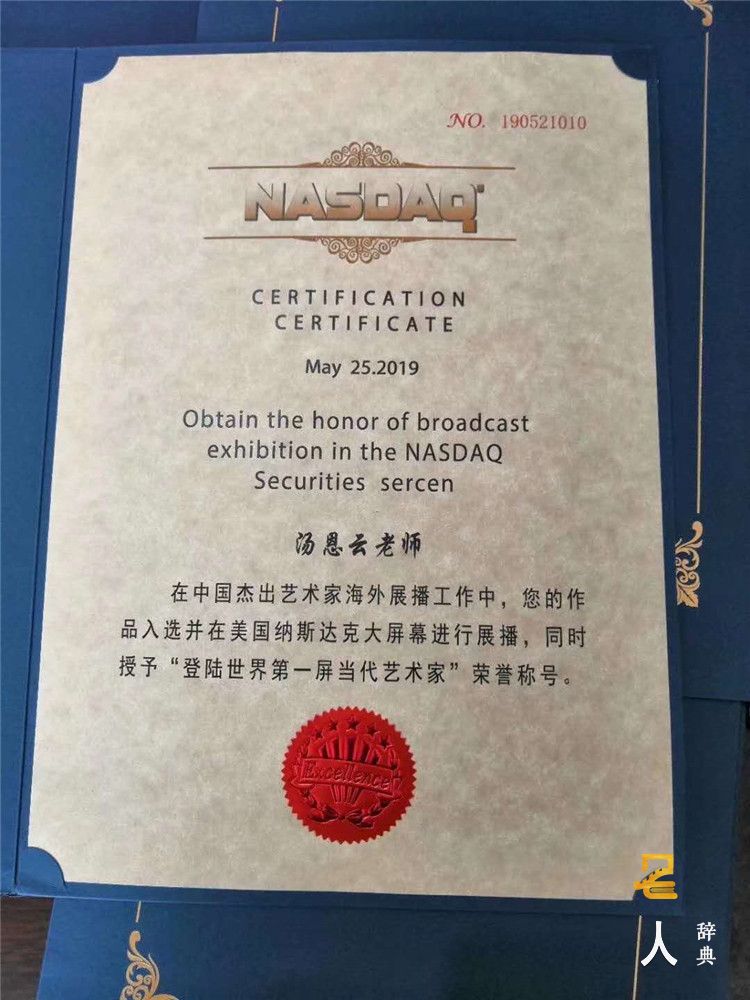 NO. 190521010
NASDAQ
CERTIFICATION
CERTIFICATE
May 25.2019
Obtain the honor of broadcast
exhibition in the NASDAQ
Securities sercen
汤恩云老师
在中国杰出艺术家海外展播工作中，您的作
品入选并在美国纳斯达克大屏幕进行展播，同时
授予“登陆世界第一屏当代艺术家”荣誉称号。
Excellence
人 辞典